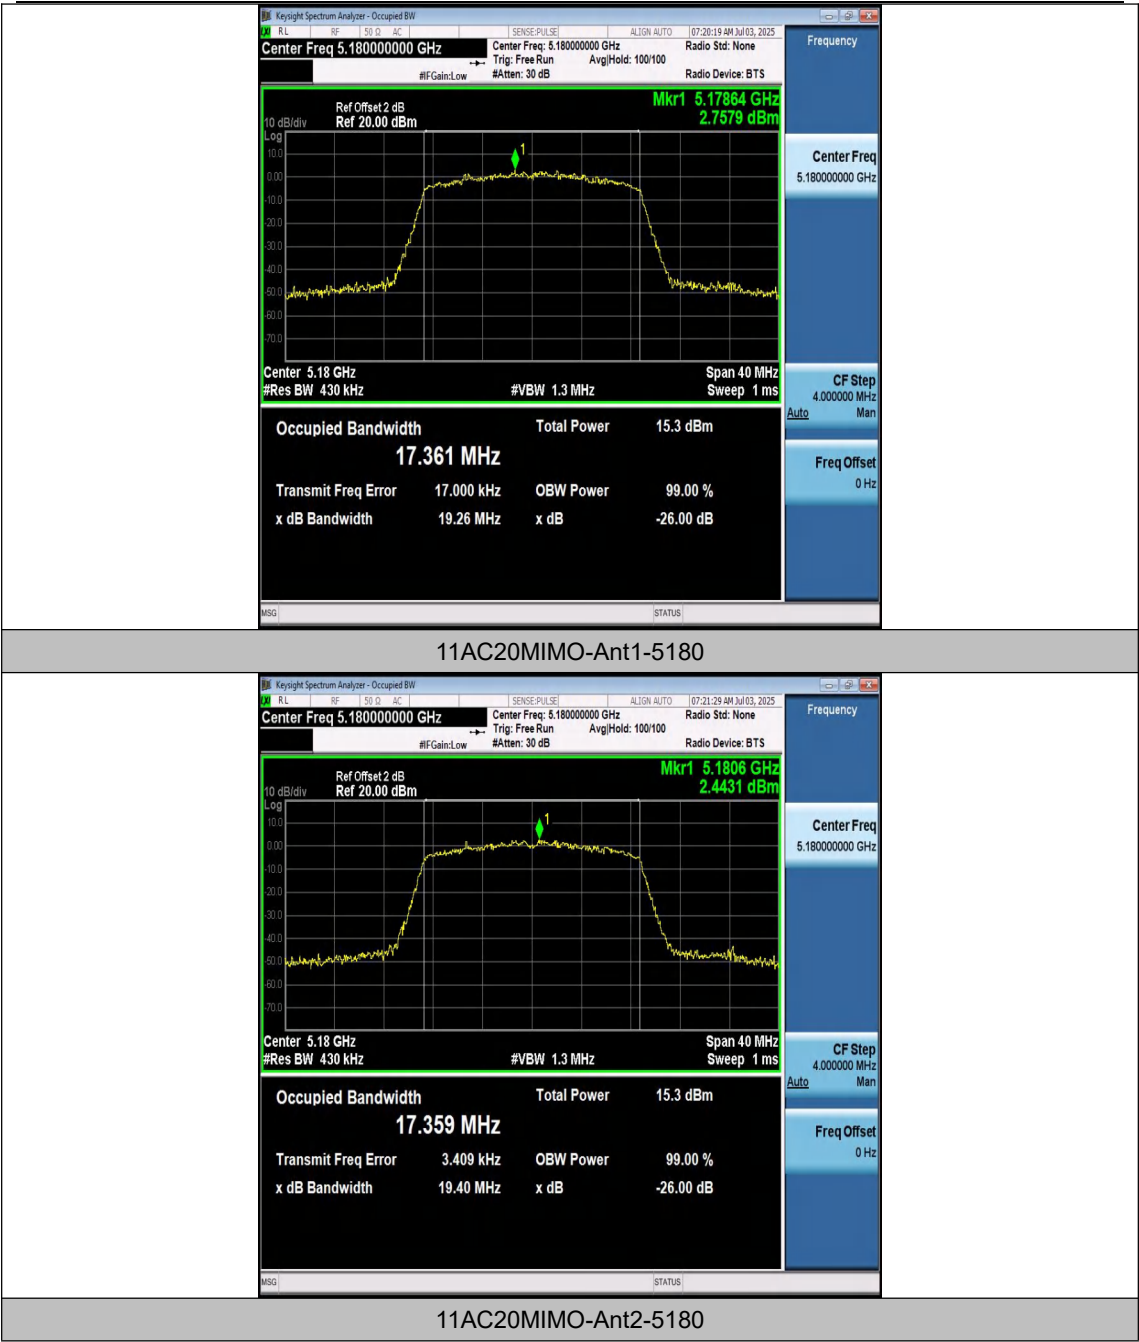 Keysight Spectrum Analyzer - Occupied BW
RL RF 50 Ω AC SENSE:PULSE ALIGN AUTO 07:20:19 AM Jul 03, 2025
Center Freq 5.180000000 GHz Center Freq: 5.180000000 GHz Radio Std: None Frequency
Trig: Free Run Avg|Hold: 100/100
#IFGain:Low #Atten: 30 dB Radio Device: BTS
Mkr1 5.17864 GHz
Ref Offset 2 dB
10 dB/div Ref 20.00 dBm 2.7579 dBm
Log
10.0
1
0.00
-10.0
-20.0
-30.0
-40.0
-50.0
-60.0
-70.0
Center Freq
5.180000000 GHz
Center 5.18 GHz Span 40 MHz
#Res BW 430 kHz #VBW 1.3 MHz Sweep 1 ms
CF Step
4.000000 MHz
Auto Man
Occupied Bandwidth Total Power 15.3 dBm
17.361 MHz
Freq Offset
0 Hz
Transmit Freq Error 17.000 kHz OBW Power 99.00 %
x dB Bandwidth 19.26 MHz x dB -26.00 dB
MSG STATUS
11AC20MIMO-Ant1-5180
Keysight Spectrum Analyzer - Occupied BW
RL RF 50 Ω AC SENSE:PULSE ALIGN AUTO 07:21:29 AM Jul 03, 2025
Center Freq 5.180000000 GHz Center Freq: 5.180000000 GHz Radio Std: None Frequency
Trig: Free Run Avg|Hold: 100/100
#IFGain:Low #Atten: 30 dB Radio Device: BTS
Mkr1 5.1806 GHz
Ref Offset 2 dB
10 dB/div Ref 20.00 dBm 2.4431 dBm
Log
10.0
1
0.00
-10.0
-20.0
-30.0
-40.0
-50.0
-60.0
-70.0
Center Freq
5.180000000 GHz
Center 5.18 GHz Span 40 MHz
#Res BW 430 kHz #VBW 1.3 MHz Sweep 1 ms
CF Step
4.000000 MHz
Auto Man
Occupied Bandwidth Total Power 15.3 dBm
17.359 MHz
Freq Offset
0 Hz
Transmit Freq Error 3.409 kHz OBW Power 99.00 %
x dB Bandwidth 19.40 MHz x dB -26.00 dB
MSG STATUS
11AC20MIMO-Ant2-5180